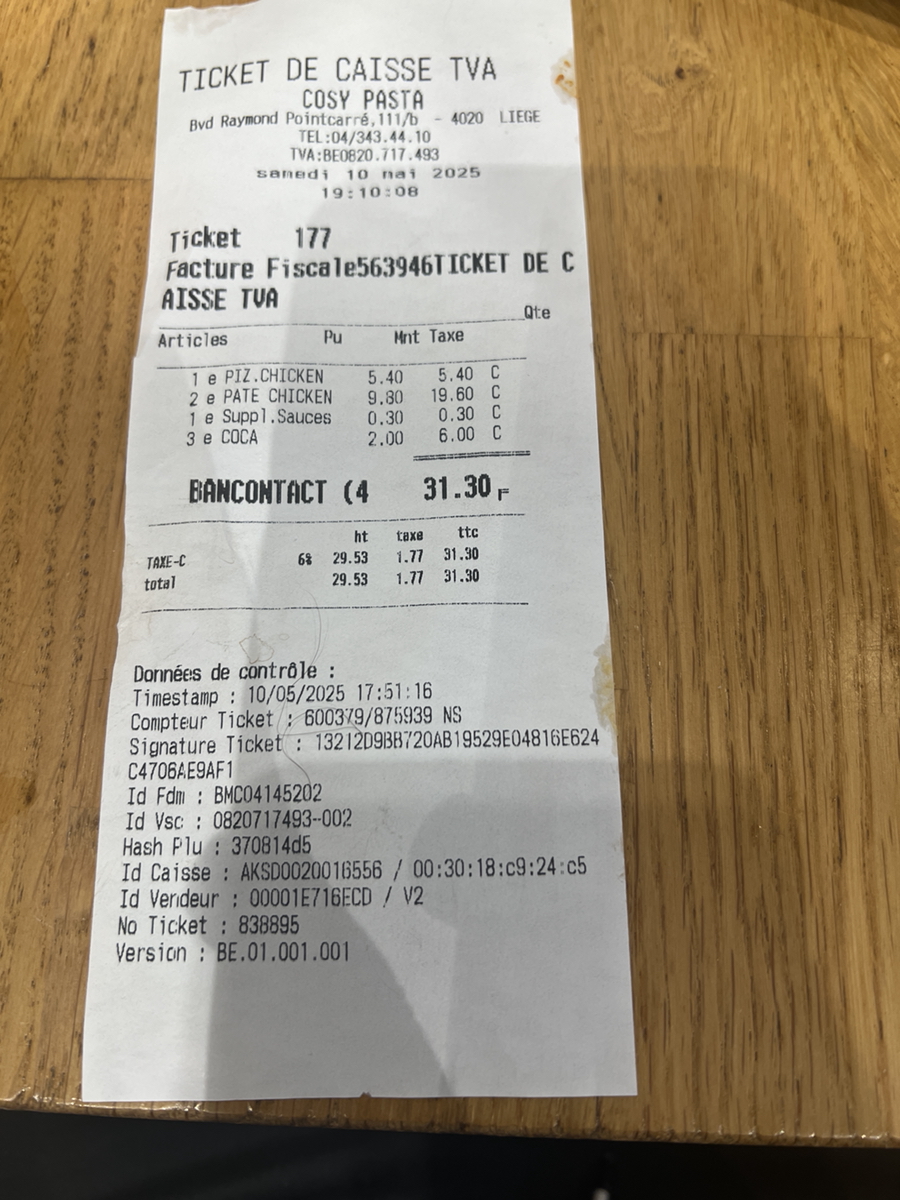 TICKET DE CAISSE TVA
COSY PASTA
Bvd Raymond Pointcarré,111/b - 4020 LIEGE
TEL:04/343.44.10
TVA:BE0820.717.493
samedi 10 mai 2025
19:10:08
Ticket 177
Facture Fiscale563946TICKET DE C
AISSE TVA
Qte
Articles Pu Mnt Taxe
1 e PIZ.CHICKEN 5.40 5.40 C
2 e PATE CHICKEN 9.80 19.60 C
1 e Suppl.Sauces 0.30 0.30 C
3 e COCA 2.00 6.00 C
BANCONTACT (4 31.30 F
ht taxe ttc
TAXE-C 6% 29.53 1.77 31.30
total 29.53 1.77 31.30
Données de contrôle :
Timestamp : 10/05/2025 17:51:16
Compteur Ticket : 600379/875939 NS
Signature Ticket : 13212D9BB720AB19529E04816E624
C4706AE9AF1
Id Fdm : BMC04145202
Id Vsc : 0820717493-002
Hash Plu : 370814d5
Id Caisse : AKSD0020016556 / 00:30:18:c9:24:c5
Id Vendeur : 00001E716ECD / V2
No Ticket : 838895
Version : BE.01.001.001